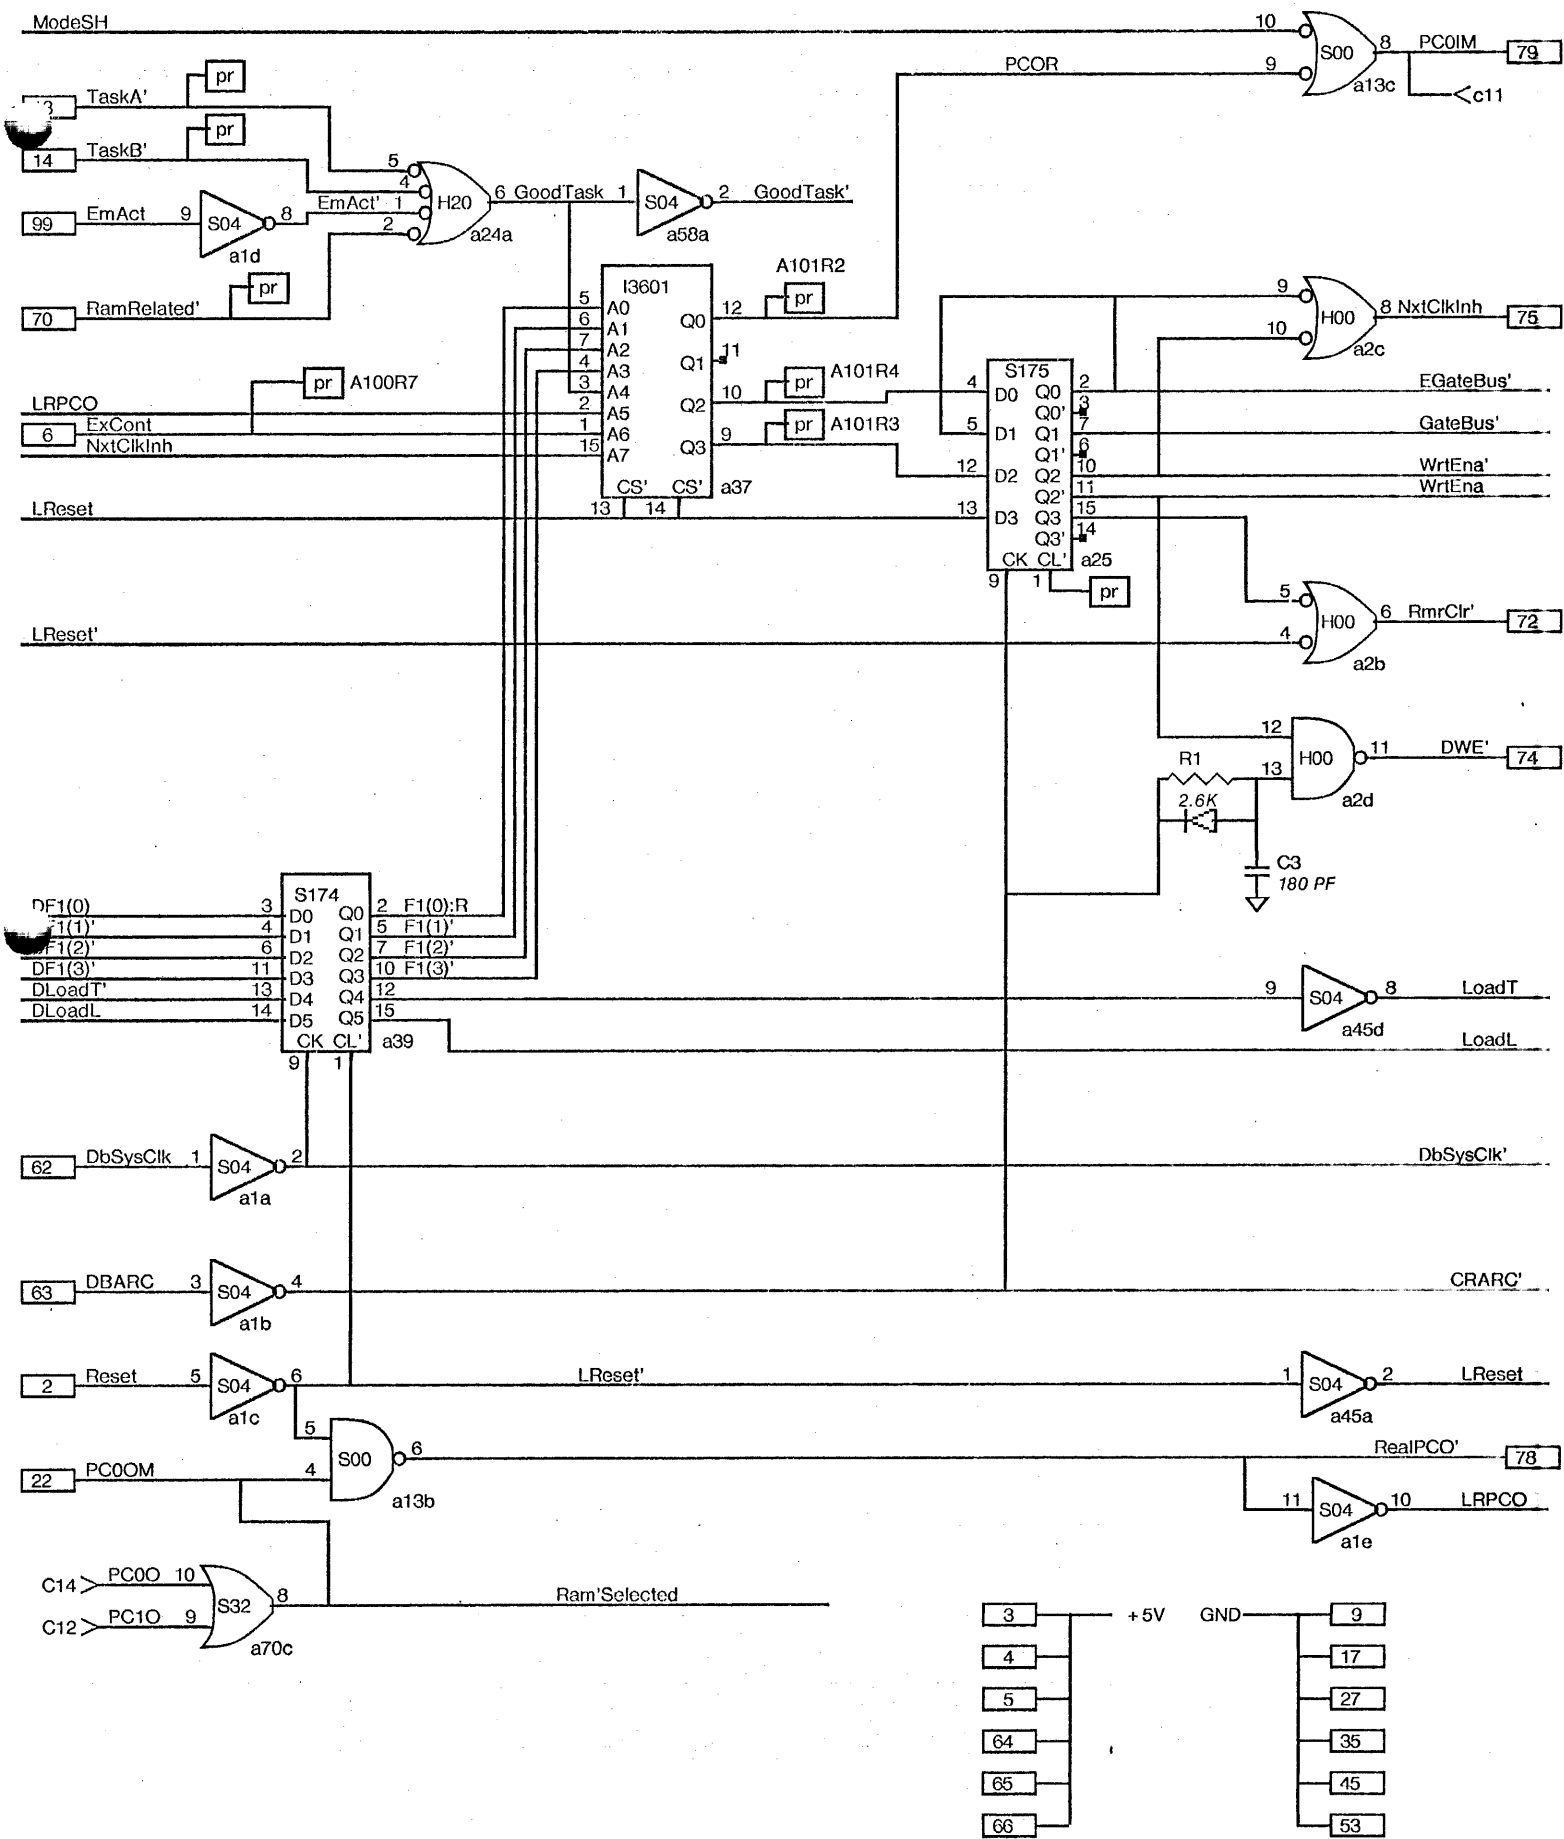 ModeSH 10
S00 8 PC0IM 79
PCOR 9
a13c c11
pr
TaskA'
pr
14 TaskB'
5
4
99 EmAct 9 S04 8 EmAct' 1 H20 6 GoodTask 1 S04 2 GoodTask'
a1d 2 a24a a58a
pr
70 RamRelated'
I3601
A101R2
5 A0 Q0 12 pr
6 A1
7 A2 Q1 11
4 A3
3 A4 Q2 10 pr A101R4
2 A5
1 A6 Q3 9 pr A101R3
15 A7
CS' CS' a37
13 14
pr A100R7
LRPCO
6 ExCont
NxtClkInh
LReset
S175
4 D0 Q0 2 EGateBus'
Q0' 3
5 D1 Q1 7 GateBus'
Q1' 6
12 D2 Q2 10 WrtEna'
Q2' 11 WrtEna
13 D3 Q3 15
Q3' 14
CK CL' a25
9 1 pr
9
10 H00 8 NxtClkInh 75
a2c
LReset'
5
4 H00 6 RmrClr' 72
a2b
12
13 H00 11 DWE' 74
a2d
R1
2.6K
C3
180 PF
S174
DF1(0) 3 D0 Q0 2 F1(0):R
F1(1)' 4 D1 Q1 5 F1(1)'
DF1(2)' 6 D2 Q2 7 F1(2)'
DF1(3)' 11 D3 Q3 10 F1(3)'
DLoadT' 13 D4 Q4 12
DLoadL 14 D5 Q5 15
CK CL' a39
9 1
9 S04 8 LoadT
a45d
LoadL
62 DbSysClk 1 S04 2 DbSysClk'
a1a
63 DBARC 3 S04 4 CRARC'
a1b
2 Reset 5 S04 6 LReset' 1 S04 2 LReset
a1c a45a
5
22 PC0OM 4 S00 6 RealPCO' 78
a13b
11 S04 10 LRPCO
a1e
C14 PC0O 10
C12 PC1O 9 S32 8 Ram'Selected
a70c
3 +5V GND 9
4 17
5 27
64 35
65 45
66 53